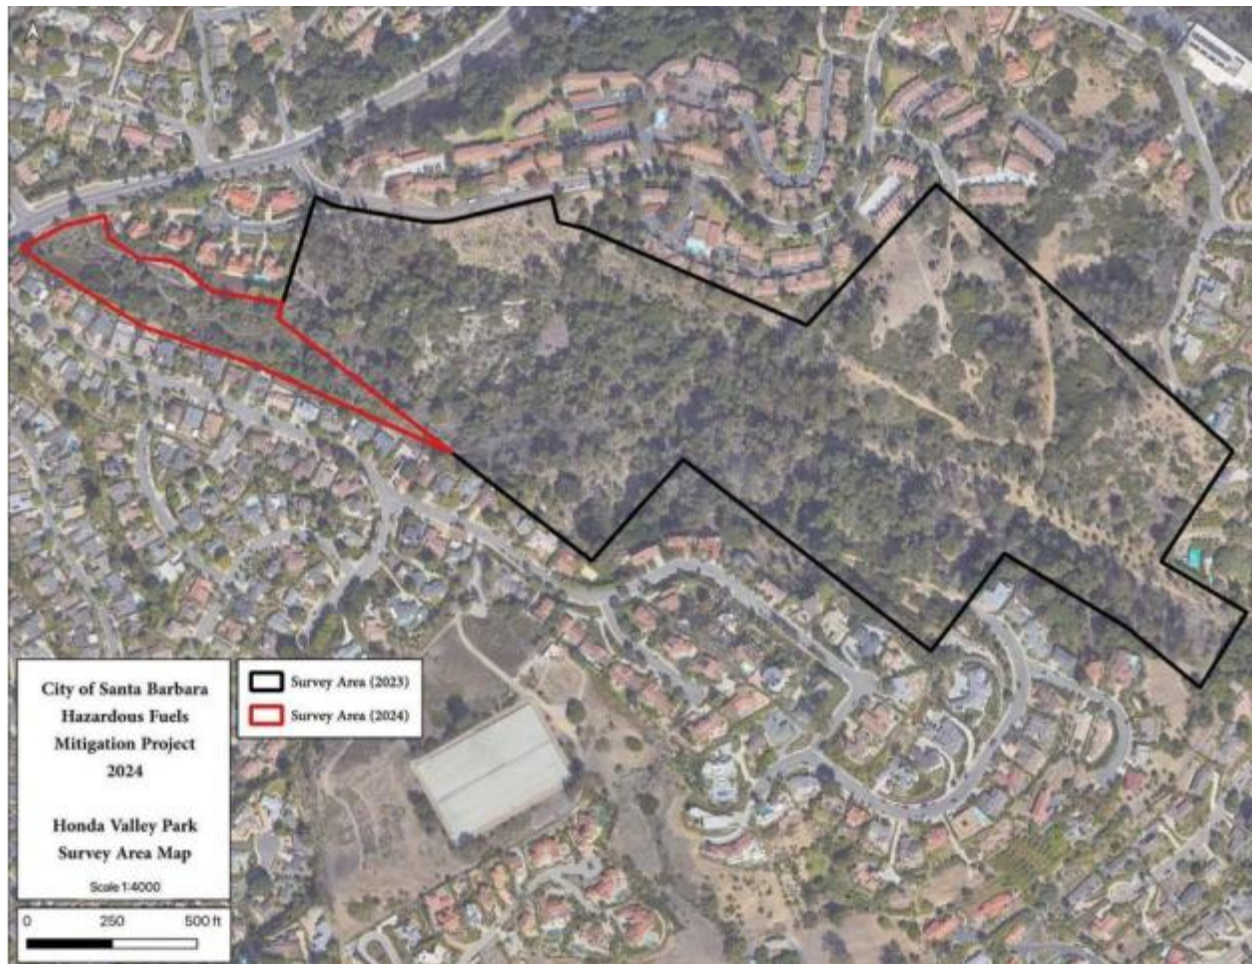 A
City of Santa Barbara
Hazardous Fuels
Mitigation Project
2024
Honda Valley Park
Survey Area Map
Scale 1:4000
0 250 500 ft
Survey Area (2023)
Survey Area (2024)